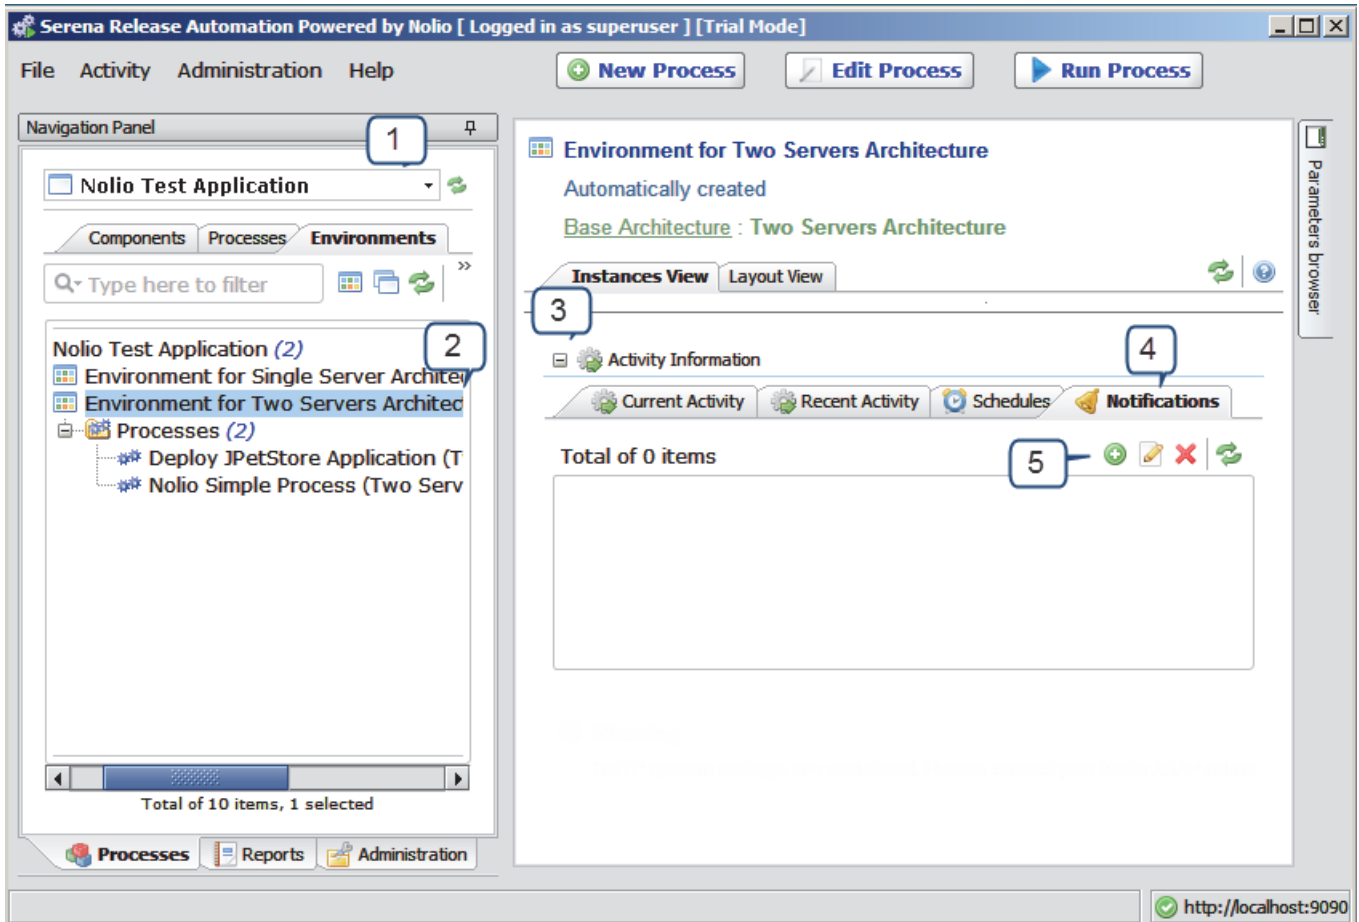 Serena Release Automation Powered by Nolio [ Logged in as superuser ] [Trial Mode]
File Activity Administration Help
New Process Edit Process Run Process
Navigation Panel
1
Nolio Test Application
Components Processes Environments
Type here to filter
»
2
Nolio Test Application (2)
Environment for Single Server Architec
Environment for Two Servers Architec
Processes (2)
Deploy JPetStore Application (T
Nolio Simple Process (Two Serv
Total of 10 items, 1 selected
Processes Reports Administration
Environment for Two Servers Architecture
Automatically created
Base Architecture : Two Servers Architecture
Instances View Layout View
3
Activity Information
4
Current Activity Recent Activity Schedules Notifications
Total of 0 items
5
Parameters browser
http://localhost:9090